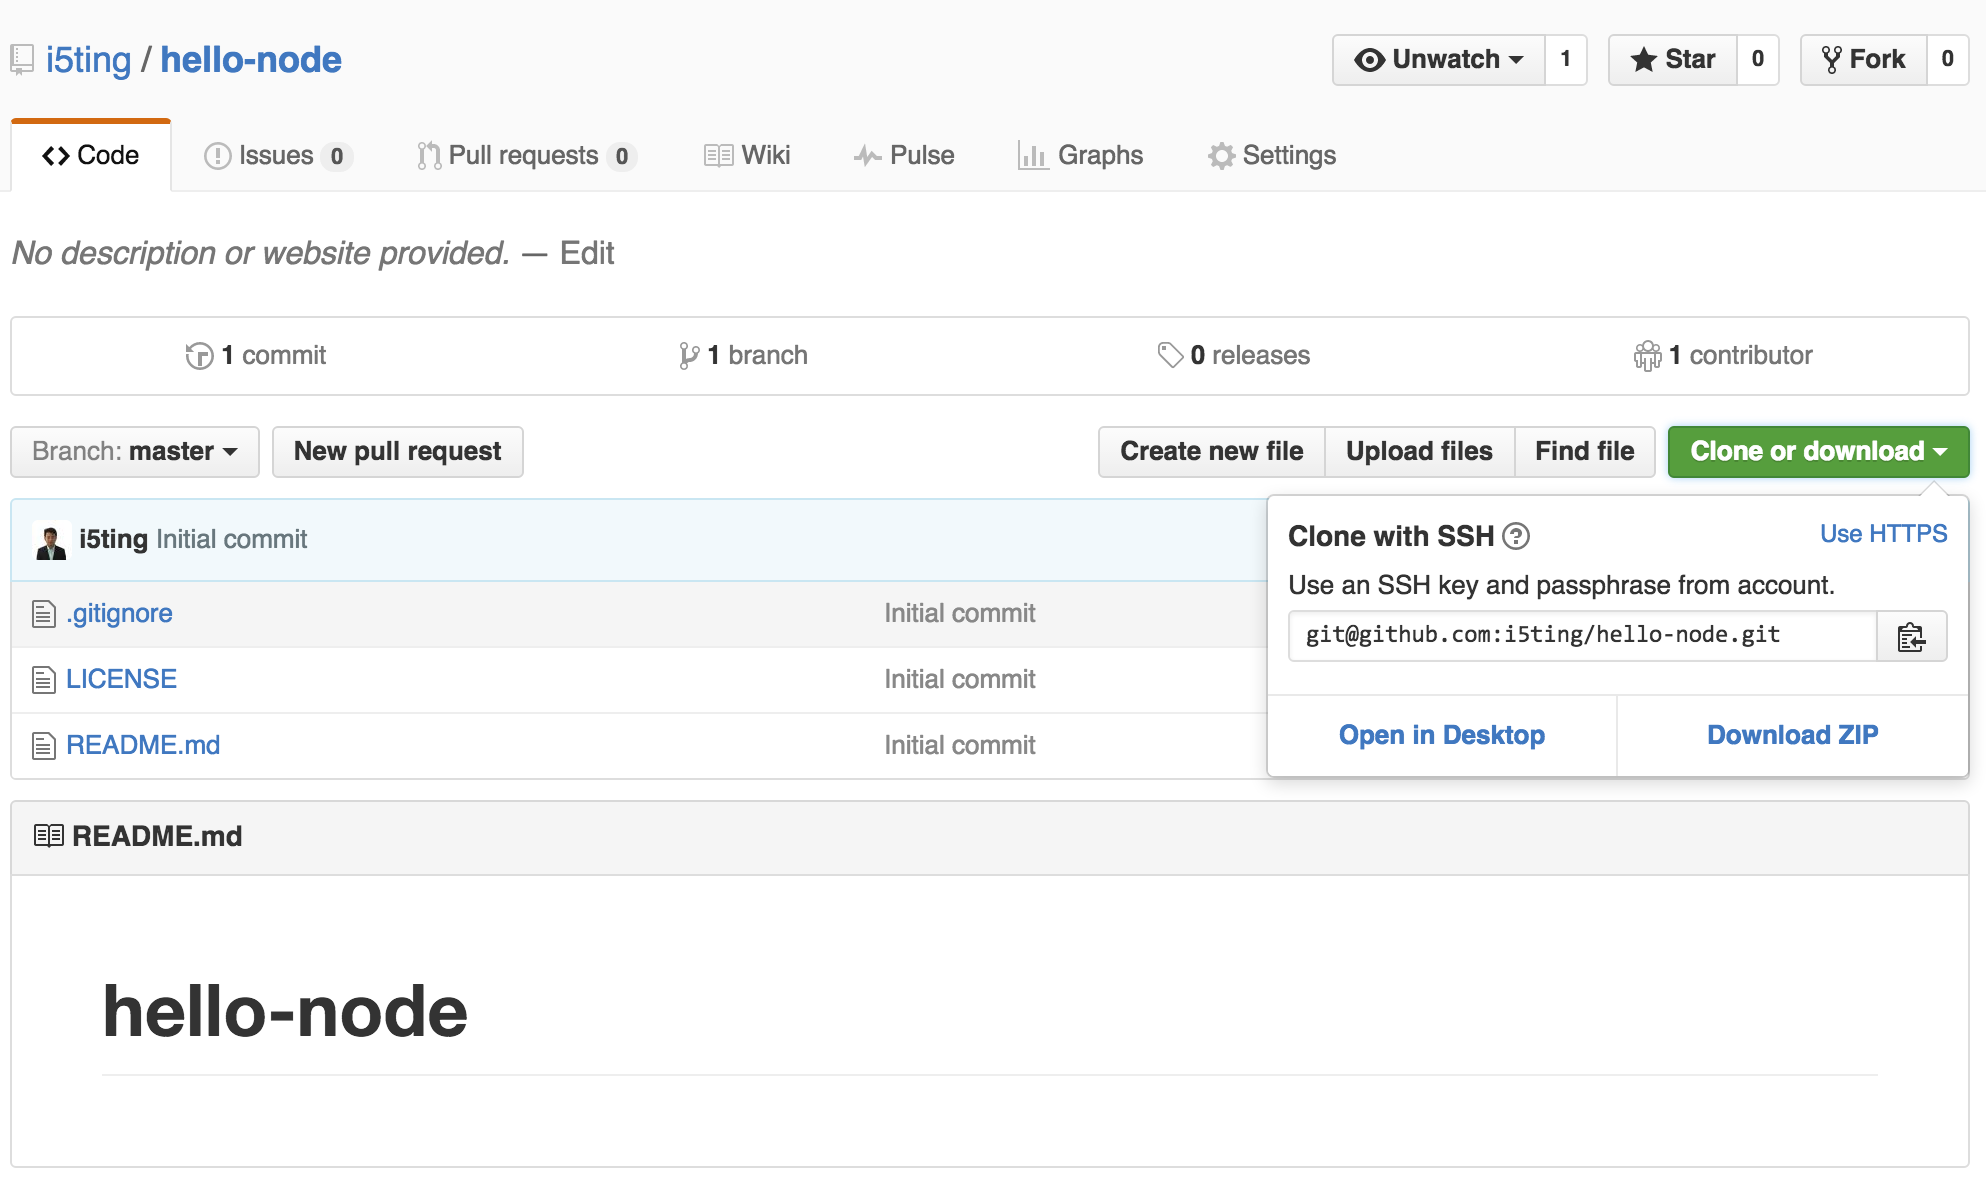 i5ting / hello-node Unwatch 1 Star 0 Fork 0
Code Issues 0 Pull requests 0 Wiki Pulse Graphs Settings
No description or website provided. — Edit
1 commit 1 branch 0 releases 1 contributor
Branch: master New pull request Create new file Upload files Find file Clone or download
i5ting Initial commit
.gitignore Initial commit
LICENSE Initial commit
README.md Initial commit
Clone with SSH ? Use HTTPS
Use an SSH key and passphrase from account.
git@github.com:i5ting/hello-node.git
Open in Desktop Download ZIP
README.md
hello-node